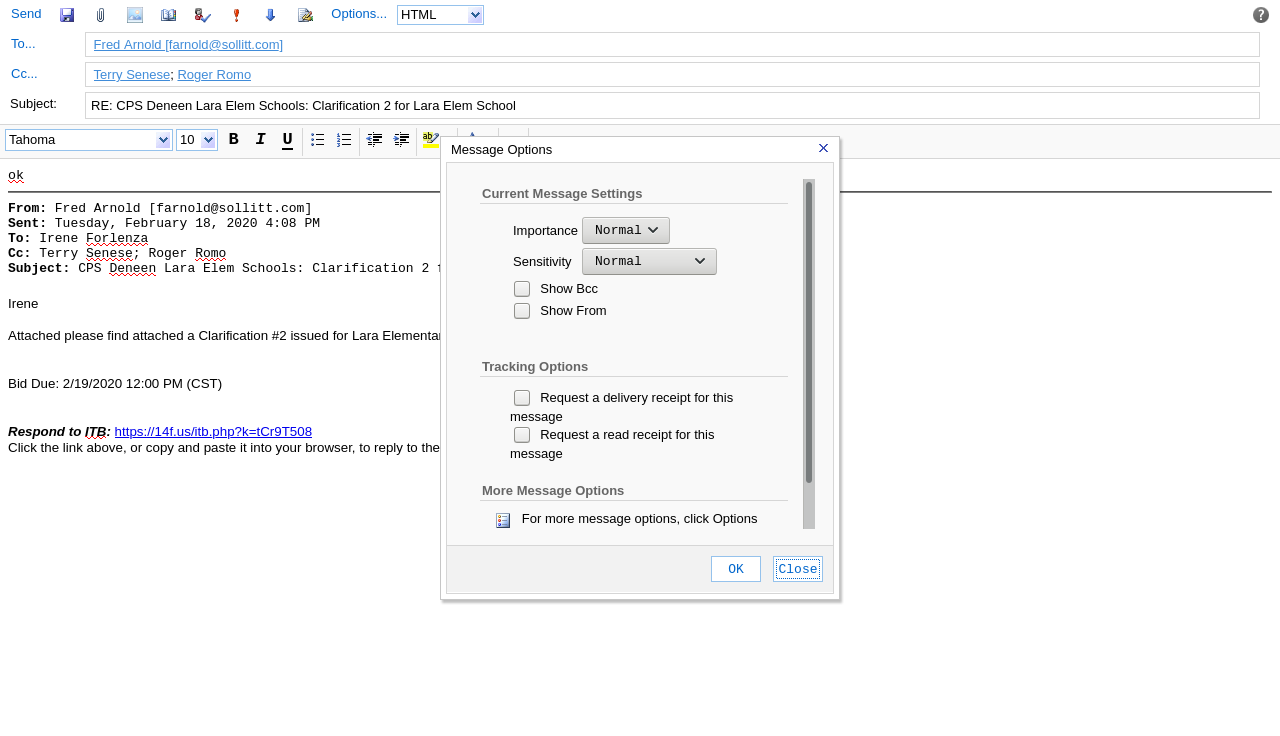 Send Options... HTML
To... Fred Arnold [farnold@sollitt.com]
Cc... Terry Senese; Roger Romo
Subject: RE: CPS Deneen Lara Elem Schools: Clarification 2 for Lara Elem School
Tahoma 10 B I U ab
ok
From: Fred Arnold [farnold@sollitt.com]
Sent: Tuesday, February 18, 2020 4:08 PM
To: Irene Forlenza
Cc: Terry Senese; Roger Romo
Subject: CPS Deneen Lara Elem Schools: Clarification 2
Irene
Attached please find attached a Clarification #2 issued for Lara
Bid Due: 2/19/2020 12:00 PM (CST)
Respond to ITB: https://14f.us/itb.php?k=tCr9T508
Click the link above, or copy and paste it into your browser, to reply to the
Message Options
Current Message Settings
Importance Normal
Sensitivity Normal
Show Bcc
Show From
Tracking Options
Request a delivery receipt for this
message
Request a read receipt for this
message
More Message Options
For more message options, click Options
OK Close